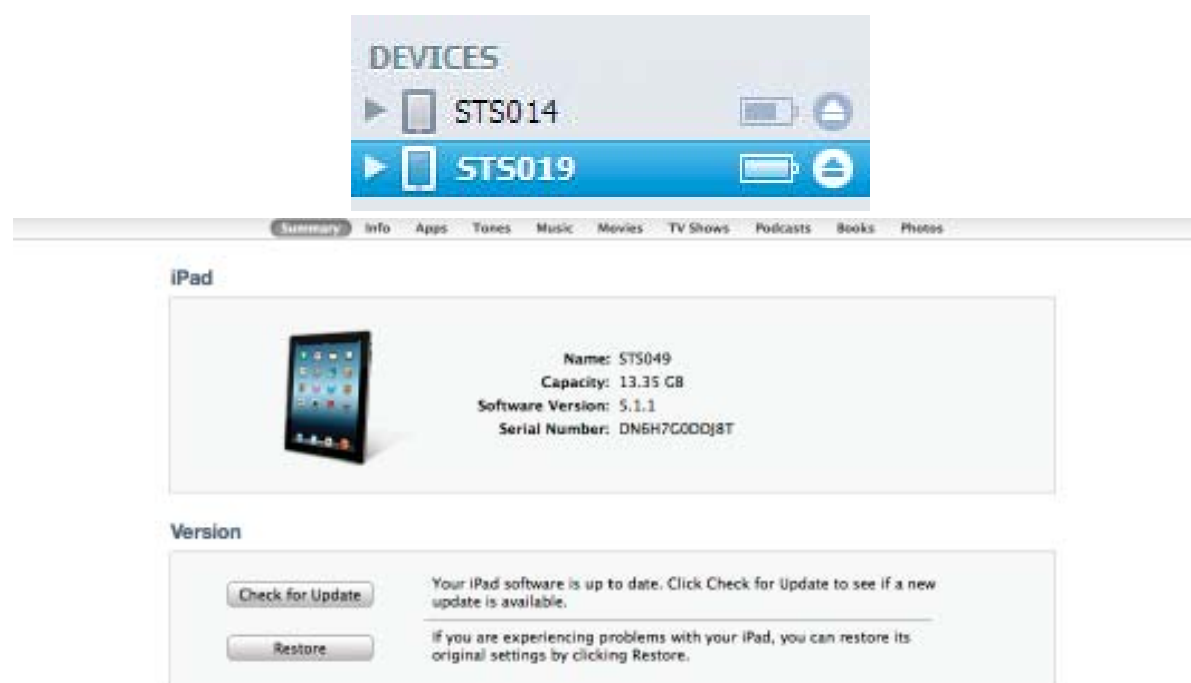 DEVICES
STS014
STS019
Summary Info Apps Tones Music Movies TV Shows Podcasts Books Photos
iPad
Name: STS049
Capacity: 13.35 GB
Software Version: 5.1.1
Serial Number:
Version
Check for Update
Your iPad software is up to date. Click Check for Update to see if a new
update is available.
Restore
If you are experiencing problems with your iPad, you can restore its
original settings by clicking Restore.